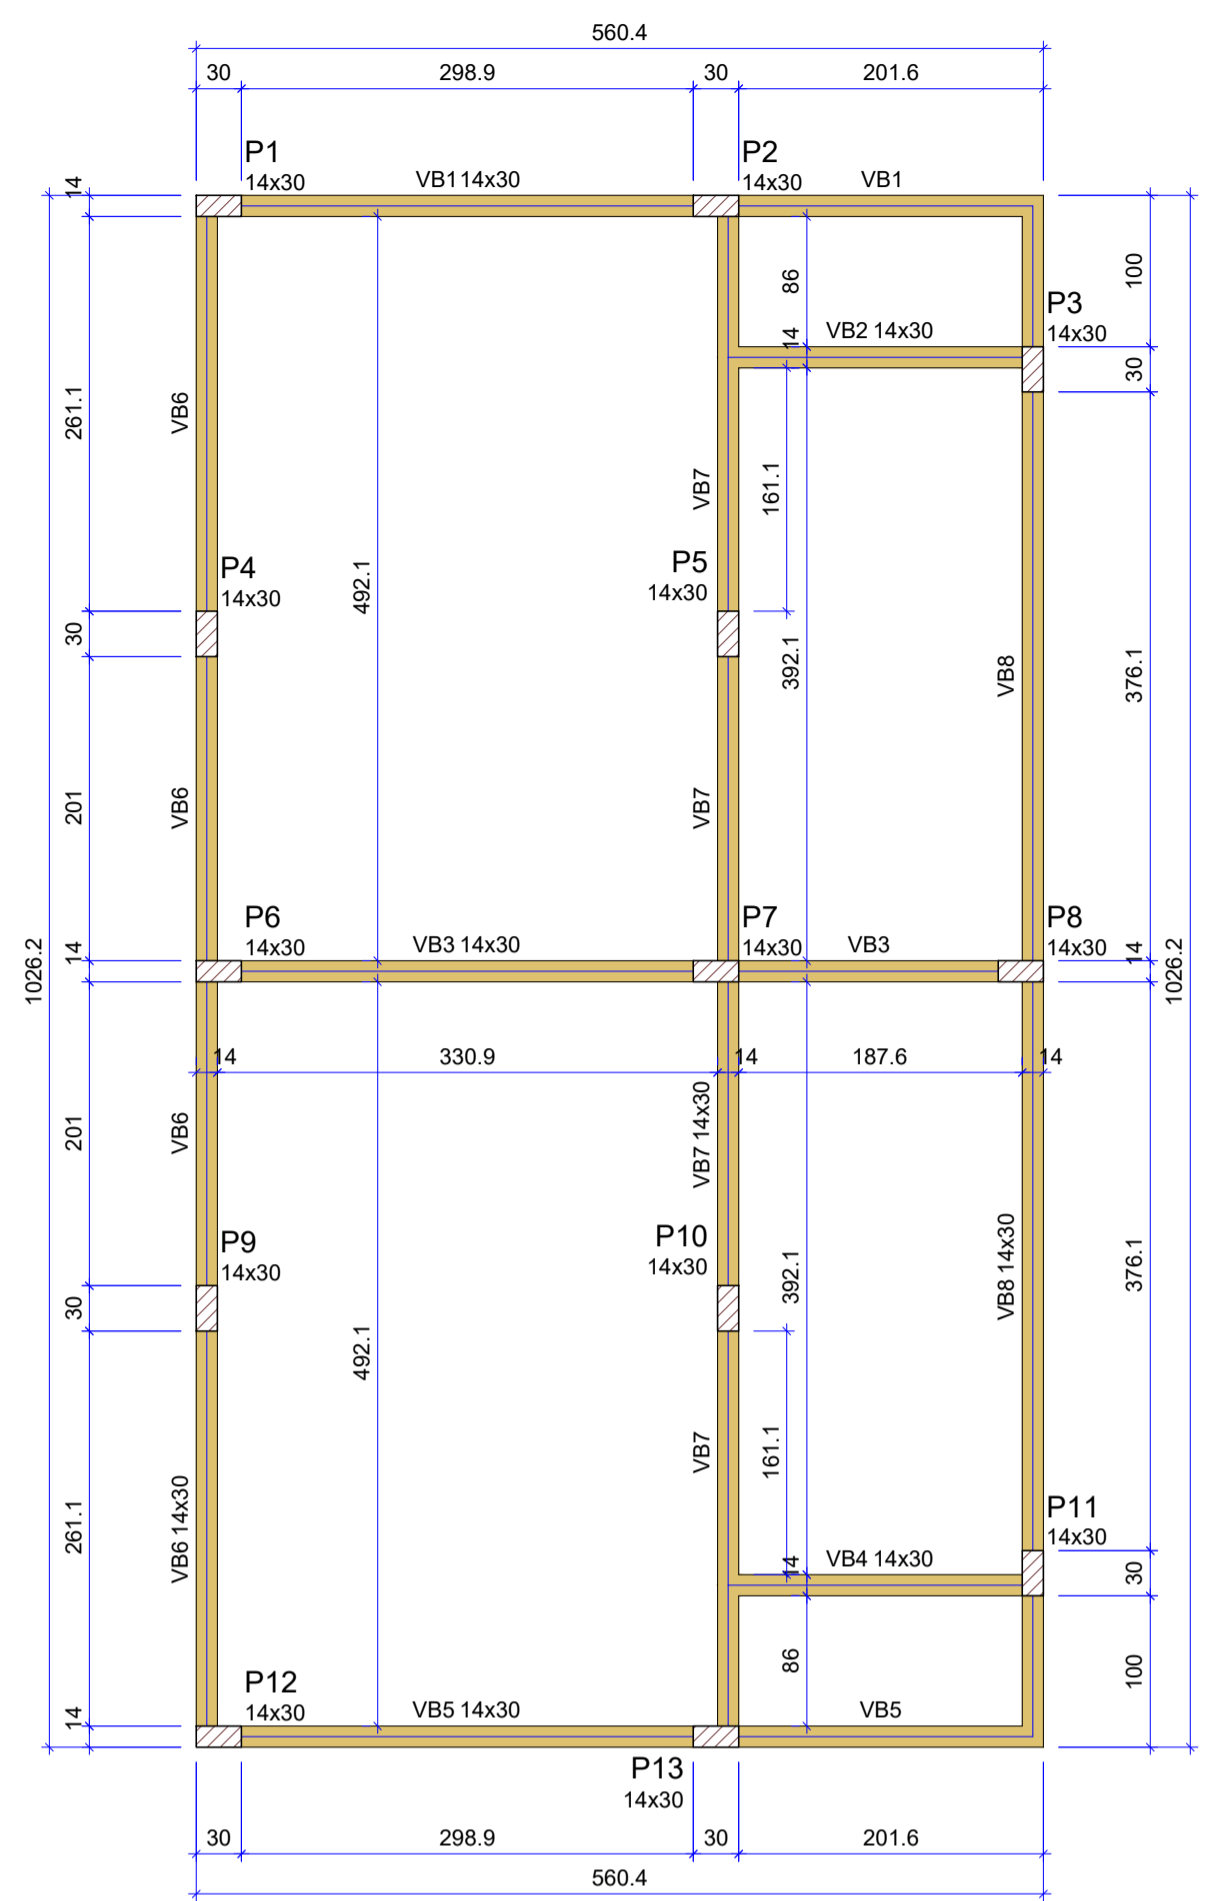 560.4
30 298.9 30 201.6
P1 P2
14x30 VB1 14x30 14x30 VB1
14
86
100
P3
14x30
14 VB2 14x30
30
261.1
VB6
VB7
161.1
P4
14x30
P5
14x30
492.1
30
392.1
VB8
376.1
201
VB6
VB7
P6 P7 P8
14x30 VB3 14x30 14x30 VB3 14x30
14
14
1026.2
1026.2
14 330.9 14 187.6 14
201
VB6
VB7 14x30
P9
14x30
P10
14x30
392.1
VB8 14x30
376.1
30
492.1
161.1
VB7
261.1
VB6 14x30
P11
14x30
14 VB4 14x30
30
86
100
P12
14x30 VB5 14x30 VB5
14
P13
14x30
30 298.9 30 201.6
560.4